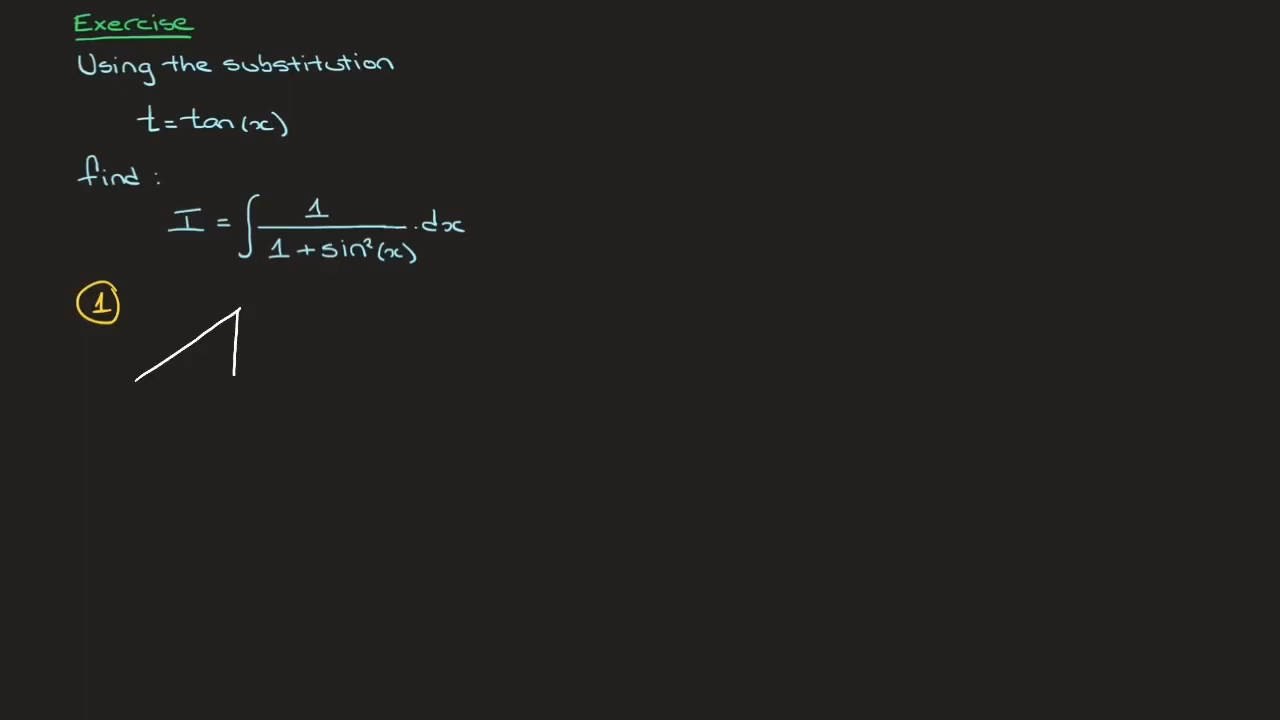 Exercise
Using the substitution
t = tan(x)
find :
I = ∫ 1 / (1 + sin²(x)) . dx
1